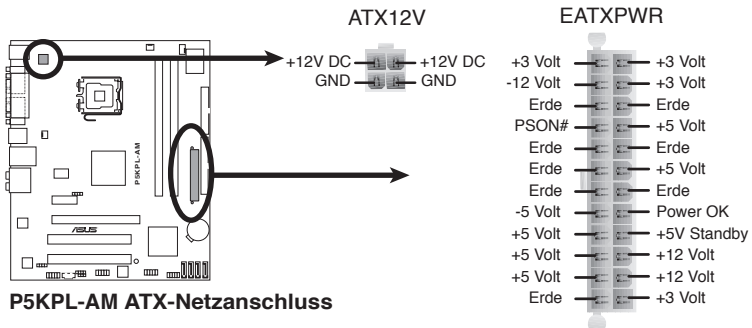 ATX12V
EATXPWR
+12V DC +12V DC
GND GND
+3 Volt +3 Volt
-12 Volt +3 Volt
Erde Erde
PSON# +5 Volt
Erde Erde
Erde +5 Volt
Erde Erde
-5 Volt Power OK
+5 Volt +5V Standby
+5 Volt +12 Volt
+5 Volt +12 Volt
Erde +3 Volt
P5KPL-AM
ASUS
P5KPL-AM ATX-Netzanschluss